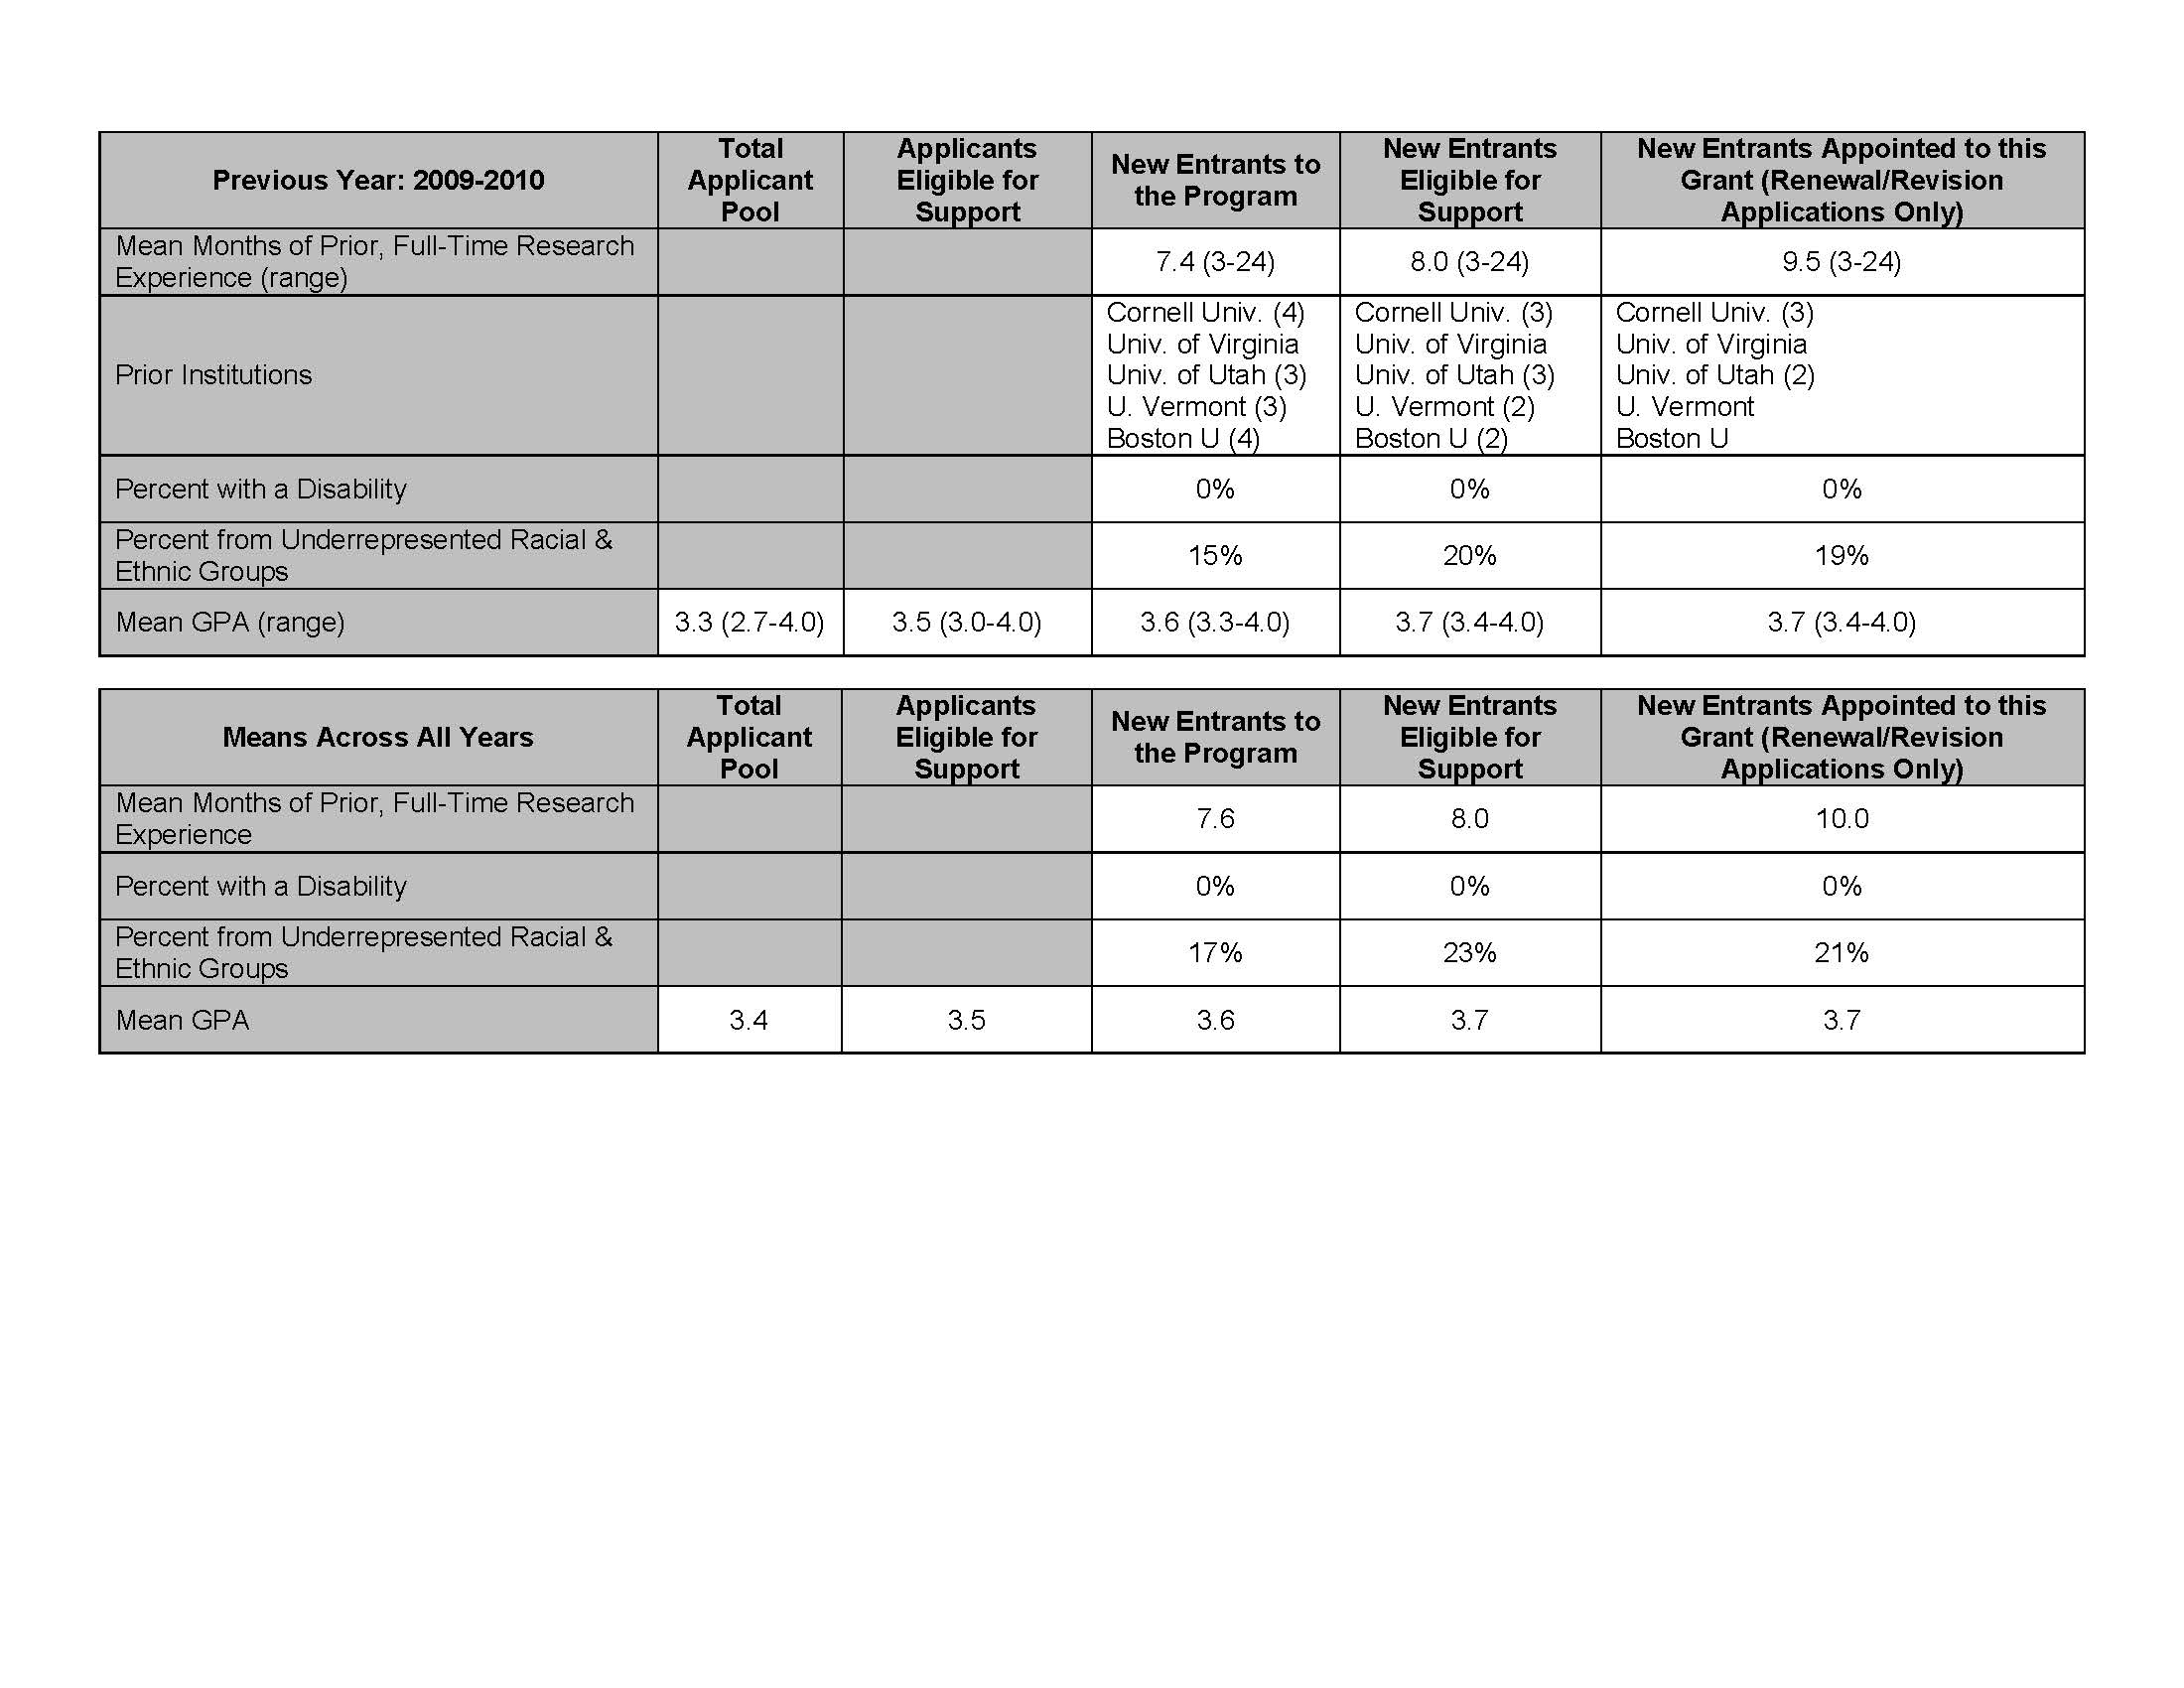 Previous Year: 2009-2010
Total
Applicant
Pool
Applicants
Eligible for
Support
New Entrants to
the Program
New Entrants
Eligible for
Support
New Entrants Appointed to this
Grant (Renewal/Revision
Applications Only)
Mean Months of Prior, Full-Time Research
Experience (range)
7.4 (3-24)
8.0 (3-24)
9.5 (3-24)
Prior Institutions
Cornell Univ. (4)
Univ. of Virginia
Univ. of Utah (3)
U. Vermont (3)
Boston U (4)
Cornell Univ. (3)
Univ. of Virginia
Univ. of Utah (3)
U. Vermont (2)
Boston U (2)
Cornell Univ. (3)
Univ. of Virginia
Univ. of Utah (2)
U. Vermont
Boston U
Percent with a Disability
0%
0%
0%
Percent from Underrepresented Racial &
Ethnic Groups
15%
20%
19%
Mean GPA (range)
3.3 (2.7-4.0)
3.5 (3.0-4.0)
3.6 (3.3-4.0)
3.7 (3.4-4.0)
3.7 (3.4-4.0)
Means Across All Years
Total
Applicant
Pool
Applicants
Eligible for
Support
New Entrants to
the Program
New Entrants
Eligible for
Support
New Entrants Appointed to this
Grant (Renewal/Revision
Applications Only)
Mean Months of Prior, Full-Time Research
Experience
7.6
8.0
10.0
Percent with a Disability
0%
0%
0%
Percent from Underrepresented Racial &
Ethnic Groups
17%
23%
21%
Mean GPA
3.4
3.5
3.6
3.7
3.7